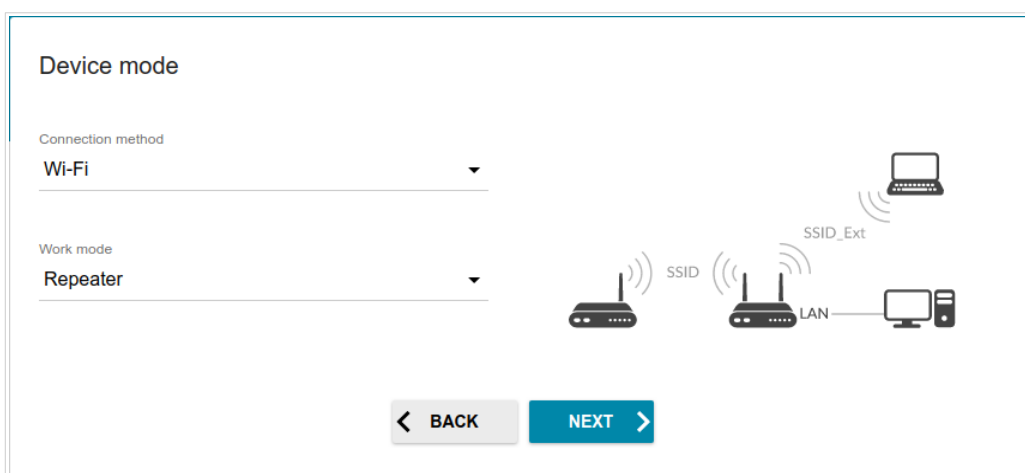 Device mode
Connection method
Wi-Fi
Work mode
Repeater
SSID_Ext
SSID
LAN
BACK
NEXT